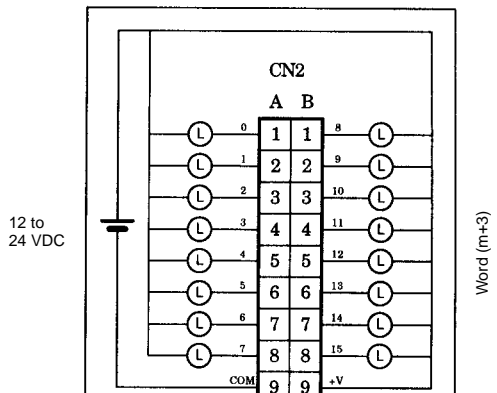 CN2
A B
L 0 1 1 8 L
L 1 2 2 9 L
L 2 3 3 10 L
L 3 4 4 11 L
L 4 5 5 12 L
L 5 6 6 13 L
L 6 7 7 14 L
L 7 8 8 15 L
COM 9 9 +V
12 to
24 VDC
Word (m+3)